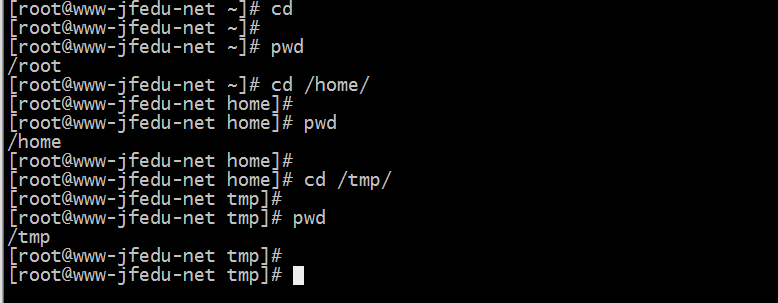 [root@www-jfedu-net ~]# cd
[root@www-jfedu-net ~]#
[root@www-jfedu-net ~]# pwd
/root
[root@www-jfedu-net ~]# cd /home/
[root@www-jfedu-net home]#
[root@www-jfedu-net home]# pwd
/home
[root@www-jfedu-net home]#
[root@www-jfedu-net home]# cd /tmp/
[root@www-jfedu-net tmp]#
[root@www-jfedu-net tmp]# pwd
/tmp
[root@www-jfedu-net tmp]#
[root@www-jfedu-net tmp]#